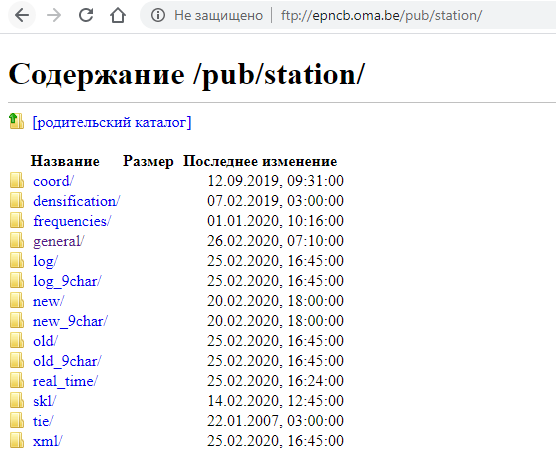 Не защищено | ftp://epncb.oma.be/pub/station/
Содержание /pub/station/
[родительский каталог]
Название Размер Последнее изменение
coord/ 12.09.2019, 09:31:00
densification/ 07.02.2019, 03:00:00
frequencies/ 01.01.2020, 10:16:00
general/ 26.02.2020, 07:10:00
log/ 25.02.2020, 16:45:00
log_9char/ 25.02.2020, 16:45:00
new/ 20.02.2020, 18:00:00
new_9char/ 20.02.2020, 18:00:00
old/ 25.02.2020, 16:45:00
old_9char/ 25.02.2020, 16:45:00
real_time/ 25.02.2020, 16:24:00
skl/ 14.02.2020, 12:45:00
tie/ 22.01.2007, 03:00:00
xml/ 25.02.2020, 16:45:00